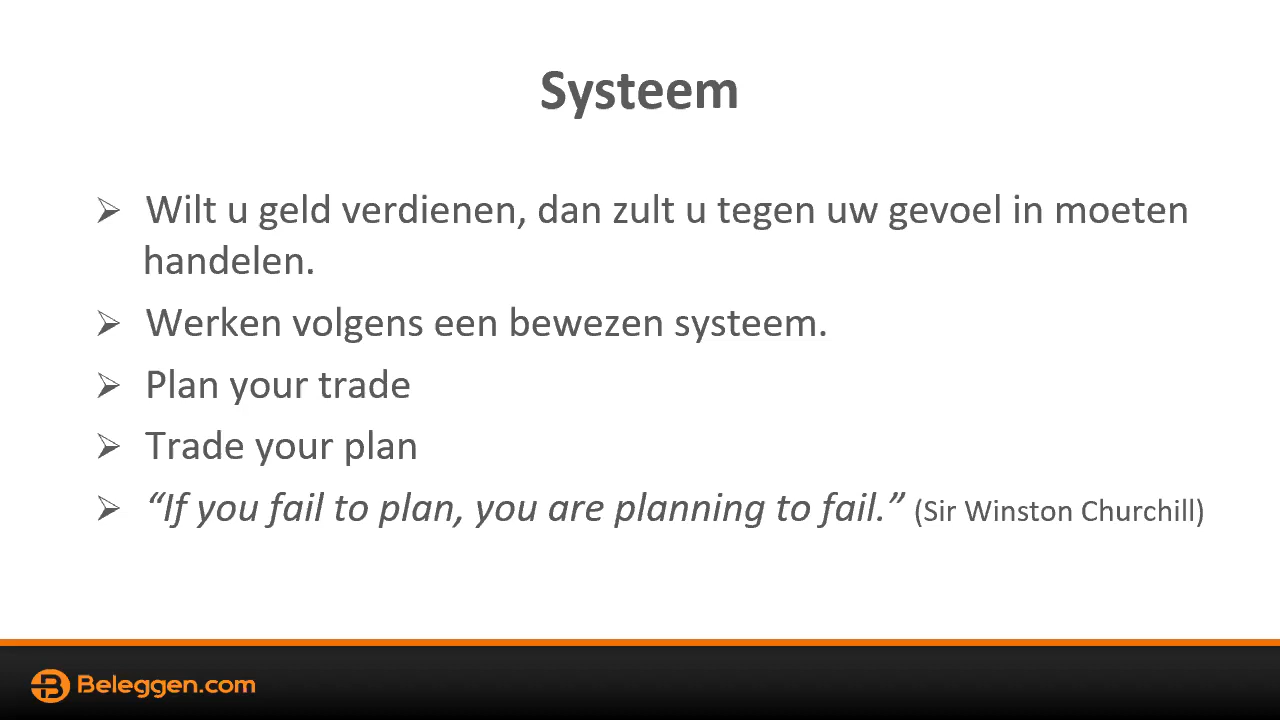 Systeem
➢ Wilt u geld verdienen, dan zult u tegen uw gevoel in moeten
handelen.
➢ Werken volgens een bewezen systeem.
➢ Plan your trade
➢ Trade your plan
➢ “If you fail to plan, you are planning to fail.” (Sir Winston Churchill)
Beleggen.com